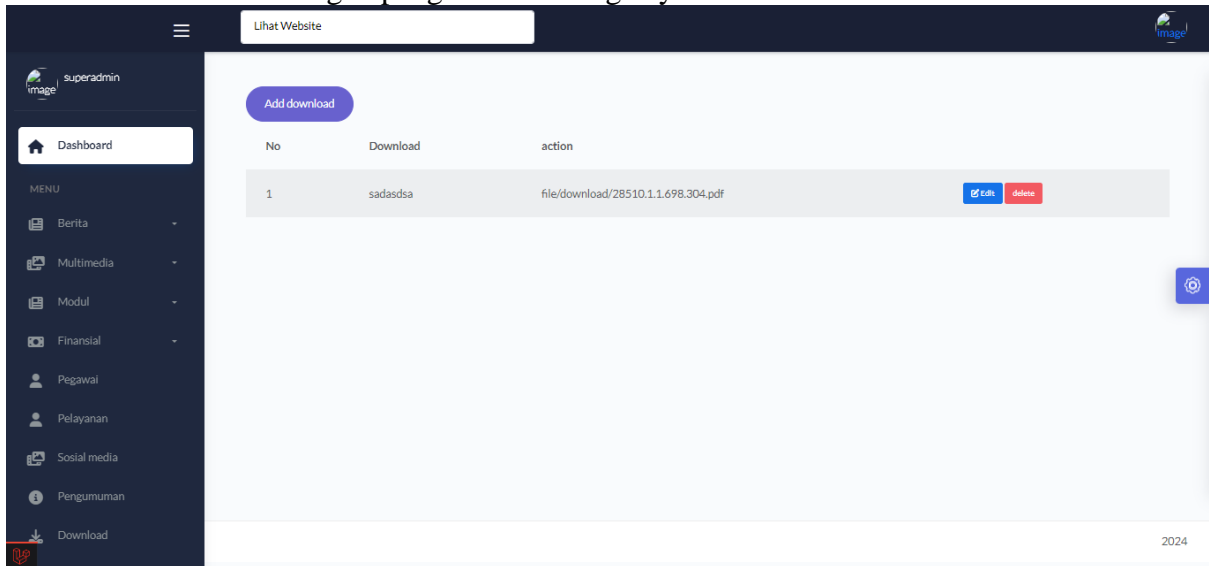 Lihat Website
image
superadmin
image
Add download
Dashboard
No Download action
MENU
1 sadasdsa file/download/28510.1.1.698.304.pdf Edit delete
Berita
Multimedia
Modul
Finansial
Pegawai
Pelayanan
Sosial media
Pengumuman
Download
2024